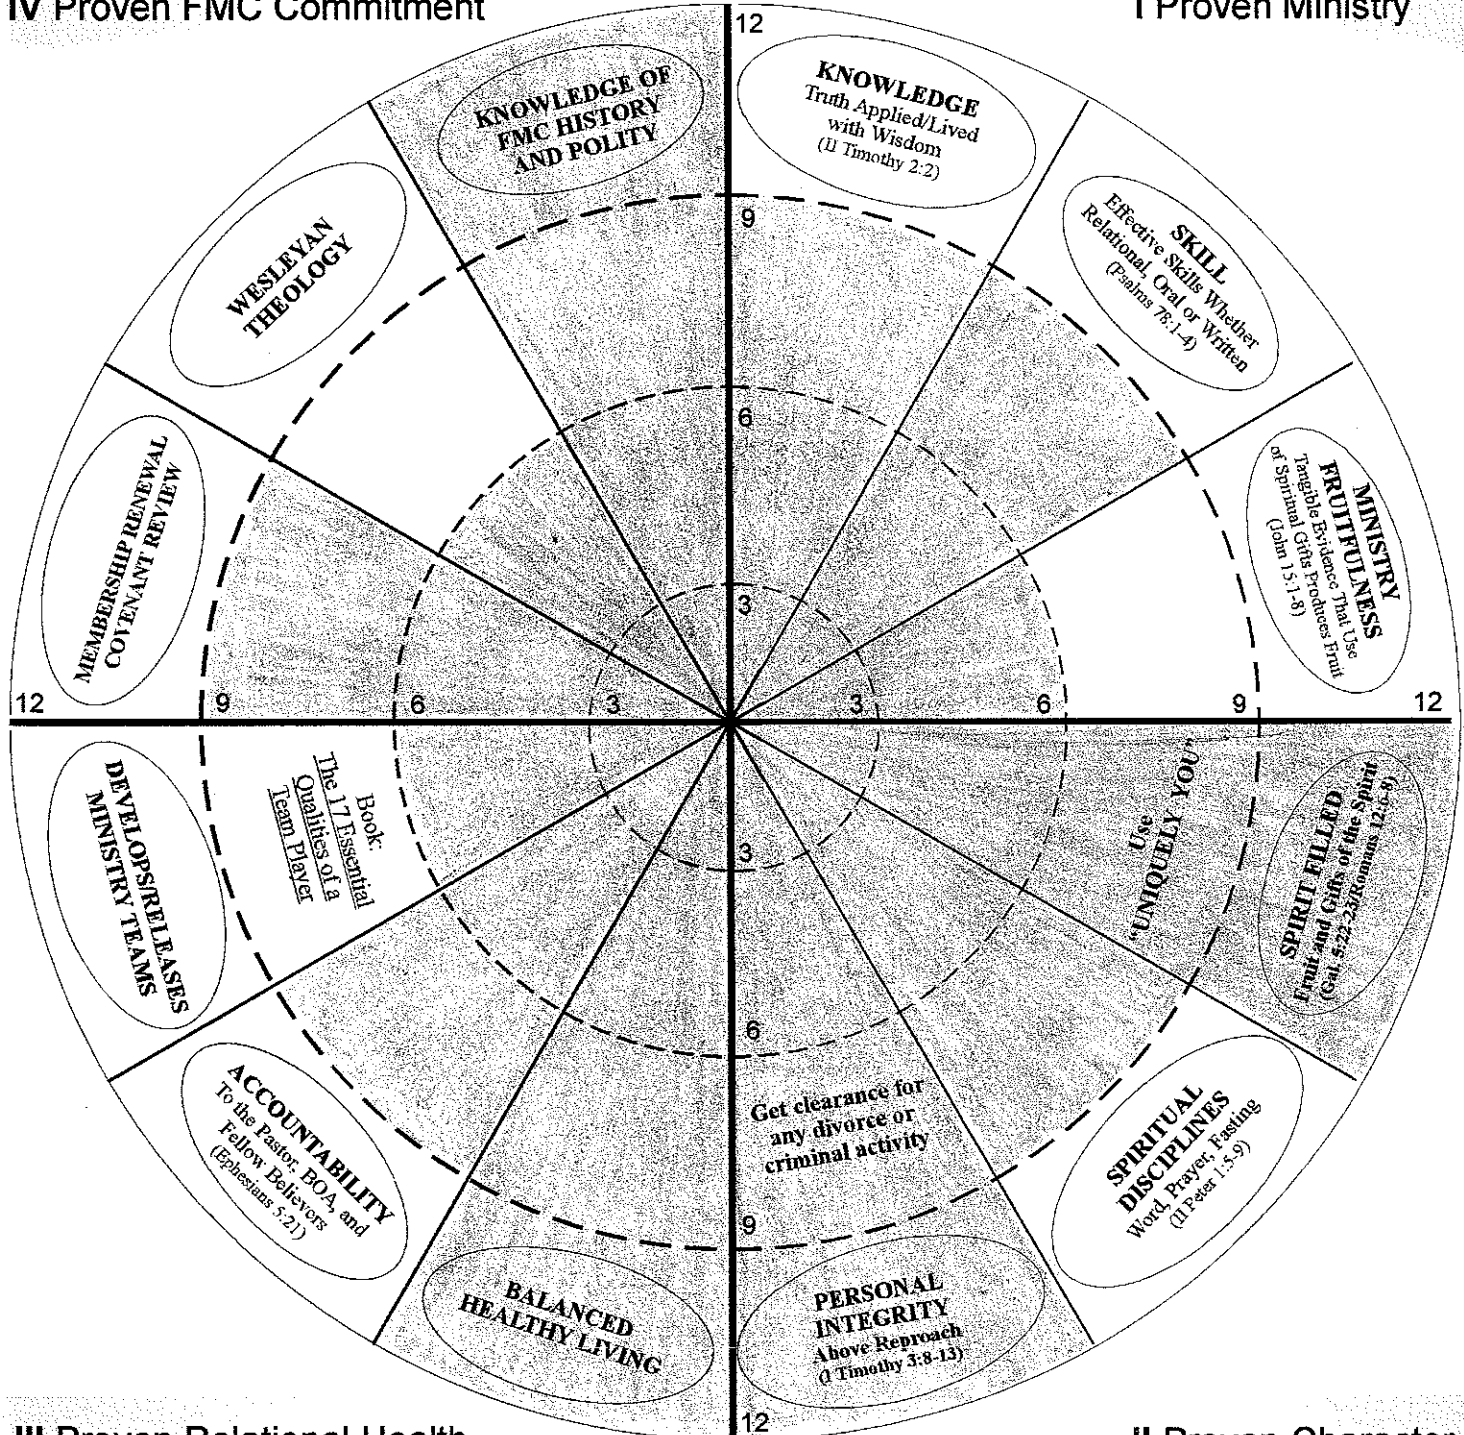 IV Proven FMC Commitment
I Proven Ministry
12
KNOWLEDGE OF
FMC HISTORY
AND POLITY
KNOWLEDGE
Truth Applied/Lived
with Wisdom
(II Timothy 2:2)
SKILL
Effective Skills Whether
Relational, Oral or Written
(Psalms 78:1-4)
WESLEYAN
THEOLOGY
9
MINISTRY
FRUITFULNESS
Tangible Evidence That Use
of Spiritual Gifts Produces Fruit
(John 15:1-8)
MEMBERSHIP RENEWAL
COVENANT REVIEW
6
3
12
9
6
3
3
6
9
12
DEVELOPS/RELEASES
MINISTRY TEAMS
Book:
The 17 Essential
Qualities of a
Team Player
Use
"UNIQUELY YOU"
SPIRIT FILLED
Fruit and Gifts of the Spirit
(Gal. 5:22-23/Romans 12:6-8)
3
6
Get clearance for
any divorce or
criminal activity
ACCOUNTABILITY
To the Pastor, BOA, and
Fellow Believers
(Ephesians 5:21)
SPIRITUAL
DISCIPLINES
Word, Prayer, Fasting
(II Peter 1:5-9)
9
BALANCED
HEALTHY LIVING
PERSONAL
INTEGRITY
Above Reproach
(I Timothy 3:8-13)
12
III Proven Relational Health
II Proven Character